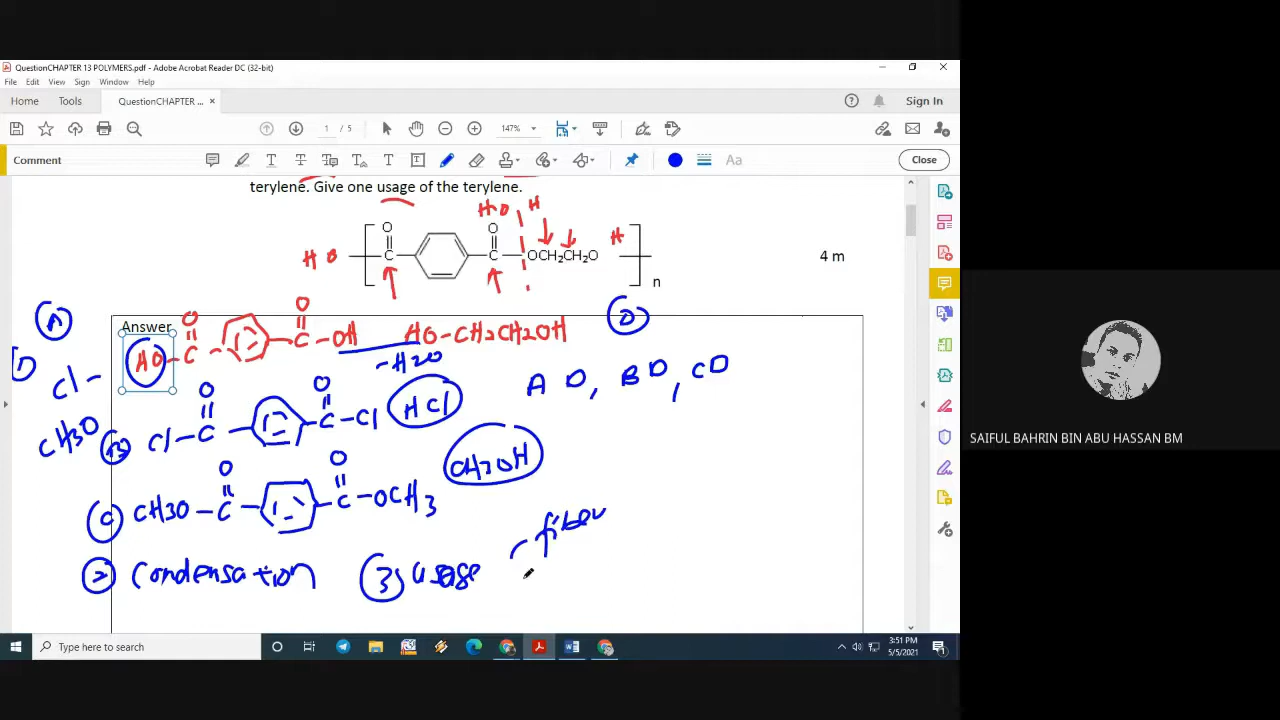 QuestionCHAPTER 13 POLYMERS.pdf - Adobe Acrobat Reader DC (32-bit)
File Edit View Sign Window Help
Home Tools QuestionCHAPTER ... ×
Sign In
1 / 5 147%
Comment
Close
terylene. Give one usage of the terylene.
O O
HO H
HO C C OCH₂CH₂O H
n
4 m
A
D
Answer
O O
HO-C C-OH HO-CH2CH2OH
-H2O
1)
Cl-
A D, B D, C D
O O
Cl-C C-Cl HCl
CH3O
B
O O
CH3OH
C CH3O-C C-OCH3
- fiber
2 Condensation 3) usage
SAIFUL BAHRIN BIN ABU HASSAN BM
Type here to search
3:51 PM
5/5/2021